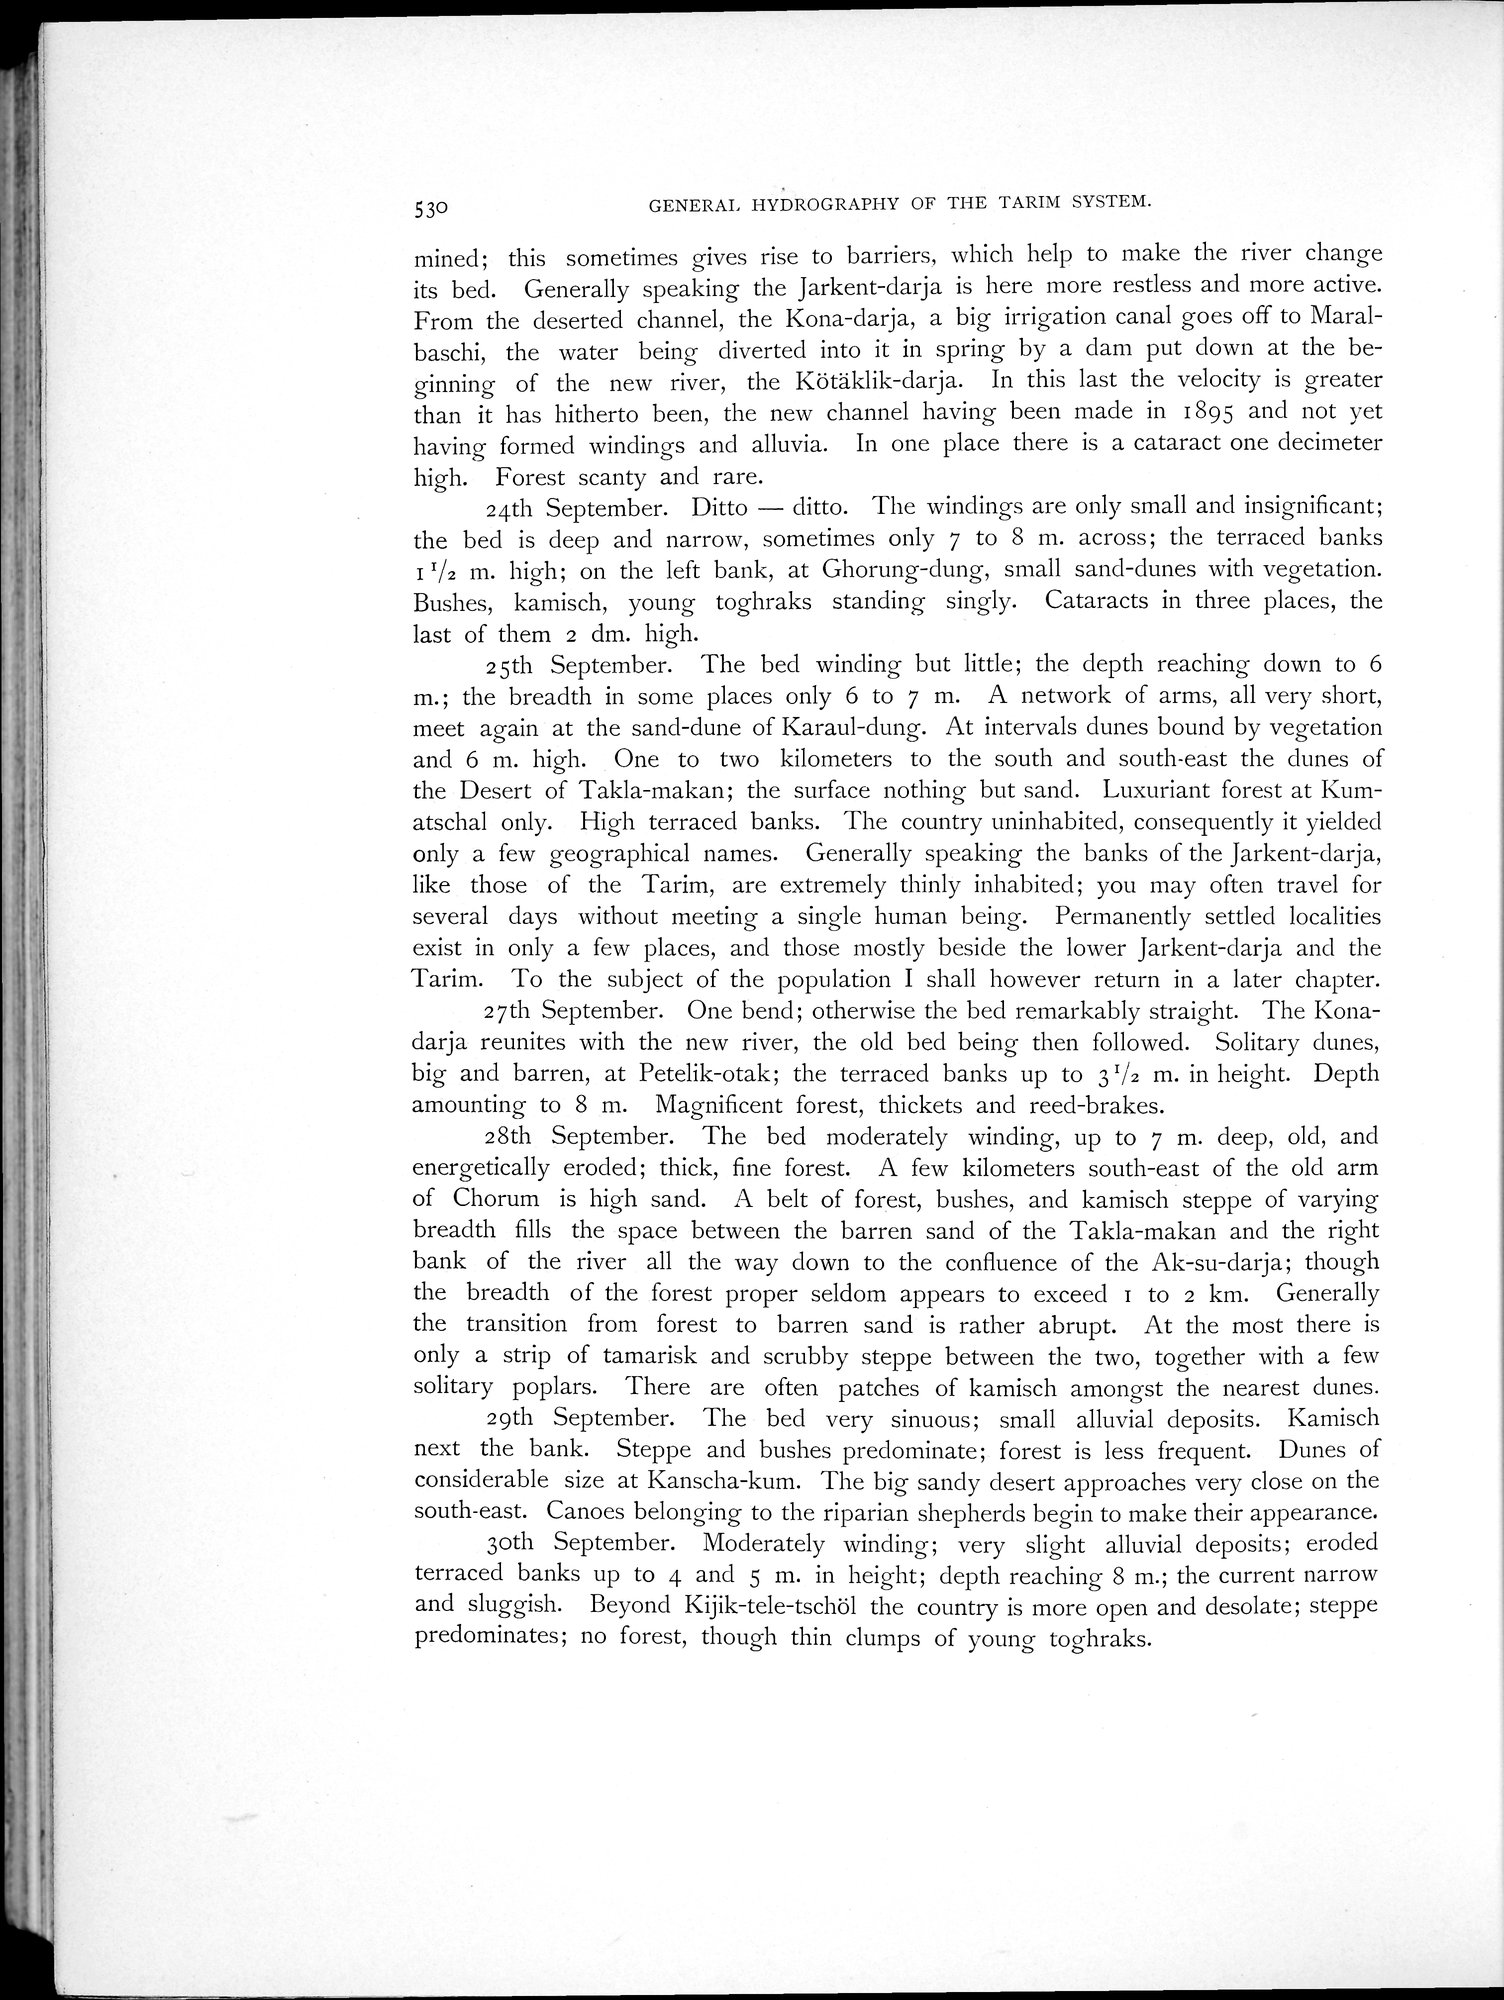 530 GENERAL HYDROGRAPHY OF THE TARIM SYSTEM.
mined; this sometimes gives rise to barriers, which help to make the river change
its bed. Generally speaking the Jarkent-darja is here more restless and more active.
From the deserted channel, the Kona-darja, a big irrigation canal goes off to Maral-
baschi, the water being diverted into it in spring by a dam put down at the be-
ginning of the new river, the Kötäklik-darja. In this last the velocity is greater
than it has hitherto been, the new channel having been made in 1895 and not yet
having formed windings and alluvia. In one place there is a cataract one decimeter
high. Forest scanty and rare.
24th September. Ditto — ditto. The windings are only small and insignificant;
the bed is deep and narrow, sometimes only 7 to 8 m. across; the terraced banks
1 1/2 m. high; on the left bank, at Ghorung-dung, small sand-dunes with vegetation.
Bushes, kamisch, young toghraks standing singly. Cataracts in three places, the
last of them 2 dm. high.
25th September. The bed winding but little; the depth reaching down to 6
m.; the breadth in some places only 6 to 7 m. A network of arms, all very short,
meet again at the sand-dune of Karaul-dung. At intervals dunes bound by vegetation
and 6 m. high. One to two kilometers to the south and south-east the dunes of
the Desert of Takla-makan; the surface nothing but sand. Luxuriant forest at Kum-
atschal only. High terraced banks. The country uninhabited, consequently it yielded
only a few geographical names. Generally speaking the banks of the Jarkent-darja,
like those of the Tarim, are extremely thinly inhabited; you may often travel for
several days without meeting a single human being. Permanently settled localities
exist in only a few places, and those mostly beside the lower Jarkent-darja and the
Tarim. To the subject of the population I shall however return in a later chapter.
27th September. One bend; otherwise the bed remarkably straight. The Kona-
darja reunites with the new river, the old bed being then followed. Solitary dunes,
big and barren, at Petelik-otak; the terraced banks up to 3 1/2 m. in height. Depth
amounting to 8 m. Magnificent forest, thickets and reed-brakes.
28th September. The bed moderately winding, up to 7 m. deep, old, and
energetically eroded; thick, fine forest. A few kilometers south-east of the old arm
of Chorum is high sand. A belt of forest, bushes, and kamisch steppe of varying
breadth fills the space between the barren sand of the Takla-makan and the right
bank of the river all the way down to the confluence of the Ak-su-darja; though
the breadth of the forest proper seldom appears to exceed 1 to 2 km. Generally
the transition from forest to barren sand is rather abrupt. At the most there is
only a strip of tamarisk and scrubby steppe between the two, together with a few
solitary poplars. There are often patches of kamisch amongst the nearest dunes.
29th September. The bed very sinuous; small alluvial deposits. Kamisch
next the bank. Steppe and bushes predominate; forest is less frequent. Dunes of
considerable size at Kanscha-kum. The big sandy desert approaches very close on the
south-east. Canoes belonging to the riparian shepherds begin to make their appearance.
30th September. Moderately winding; very slight alluvial deposits; eroded
terraced banks up to 4 and 5 m. in height; depth reaching 8 m.; the current narrow
and sluggish. Beyond Kijik-tele-tschöl the country is more open and desolate; steppe
predominates; no forest, though thin clumps of young toghraks.